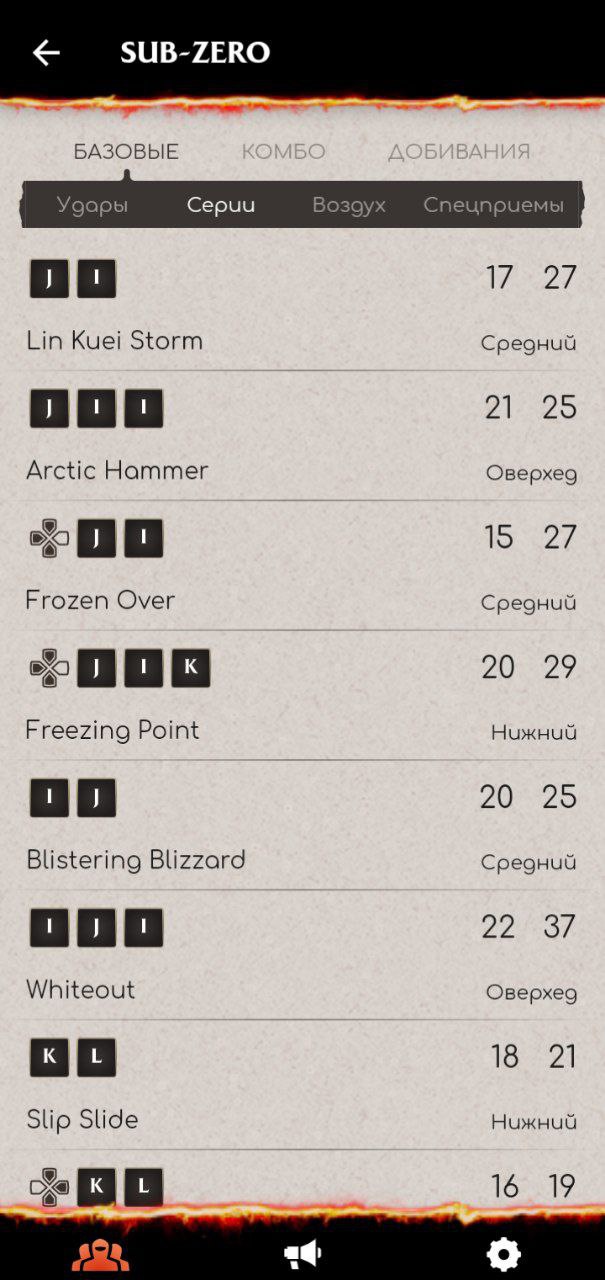 SUB-ZERO
БАЗОВЫЕ КОМБО ДОБИВАНИЯ
Удары Серии Воздух Спецприемы
J I 17 27
Lin Kuei Storm Средний
J I I 21 25
Arctic Hammer Оверхед
J I 15 27
Frozen Over Средний
J I K 20 29
Freezing Point Нижний
I J 20 25
Blistering Blizzard Средний
I J I 22 37
Whiteout Оверхед
K L 18 21
Slip Slide Нижний
K L 16 19